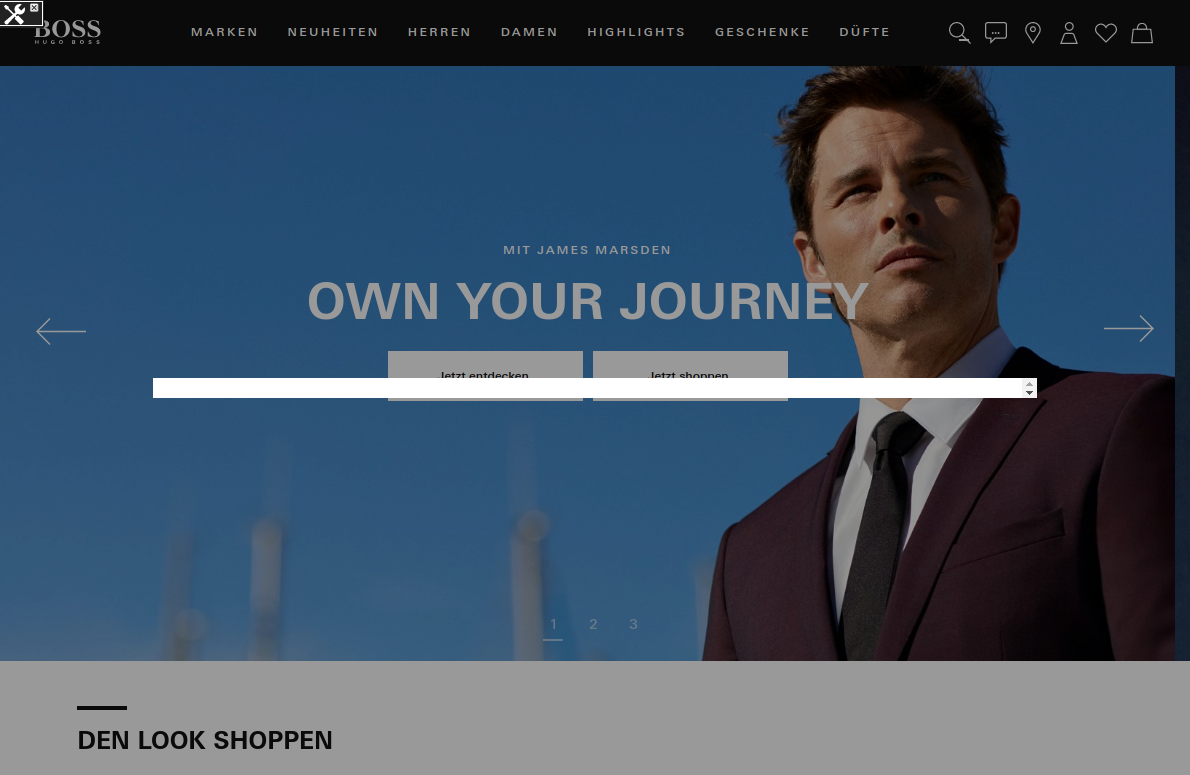 BOSS
HUGO BOSS
MARKEN NEUHEITEN HERREN DAMEN HIGHLIGHTS GESCHENKE DÜFTE
MIT JAMES MARSDEN
OWN YOUR JOURNEY
Jetzt entdecken Jetzt shoppen
1 2 3
DEN LOOK SHOPPEN